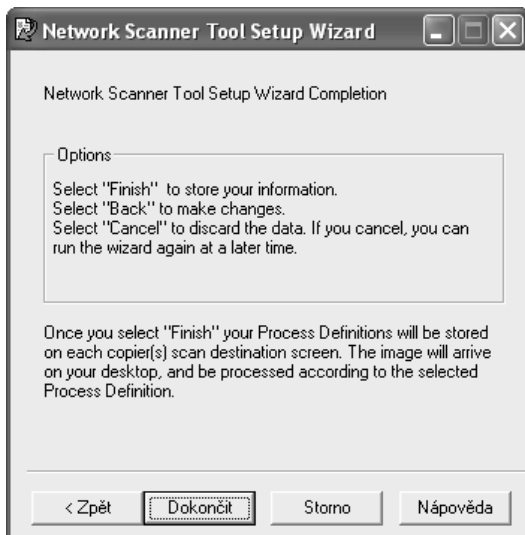 Network Scanner Tool Setup Wizard
Network Scanner Tool Setup Wizard Completion
Options
Select "Finish" to store your information.
Select "Back" to make changes.
Select "Cancel" to discard the data. If you cancel, you can
run the wizard again at a later time.
Once you select "Finish" your Process Definitions will be stored
on each copier(s) scan destination screen. The image will arrive
on your desktop, and be processed according to the selected
Process Definition.
< Zpět Dokončit Storno Nápověda